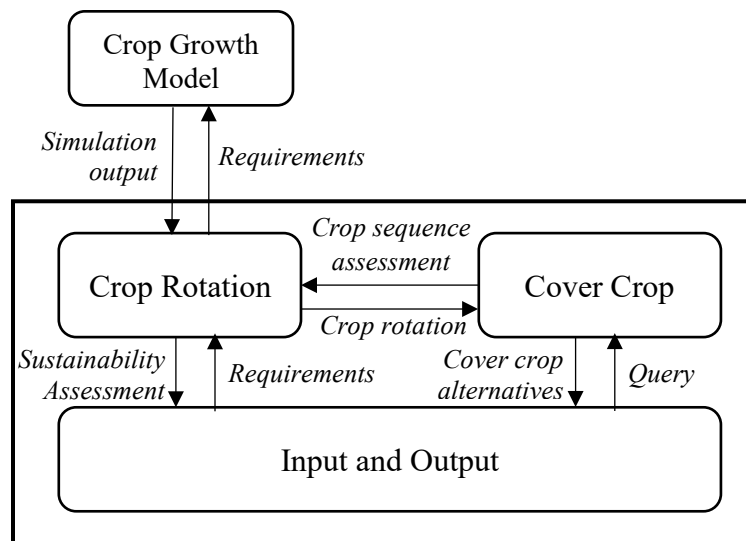 Crop Growth
Model
Simulation
output
Requirements
Crop sequence
assessment
Crop Rotation
Cover Crop
Crop rotation
Sustainability
Assessment
Requirements
Cover crop
alternatives
Query
Input and Output